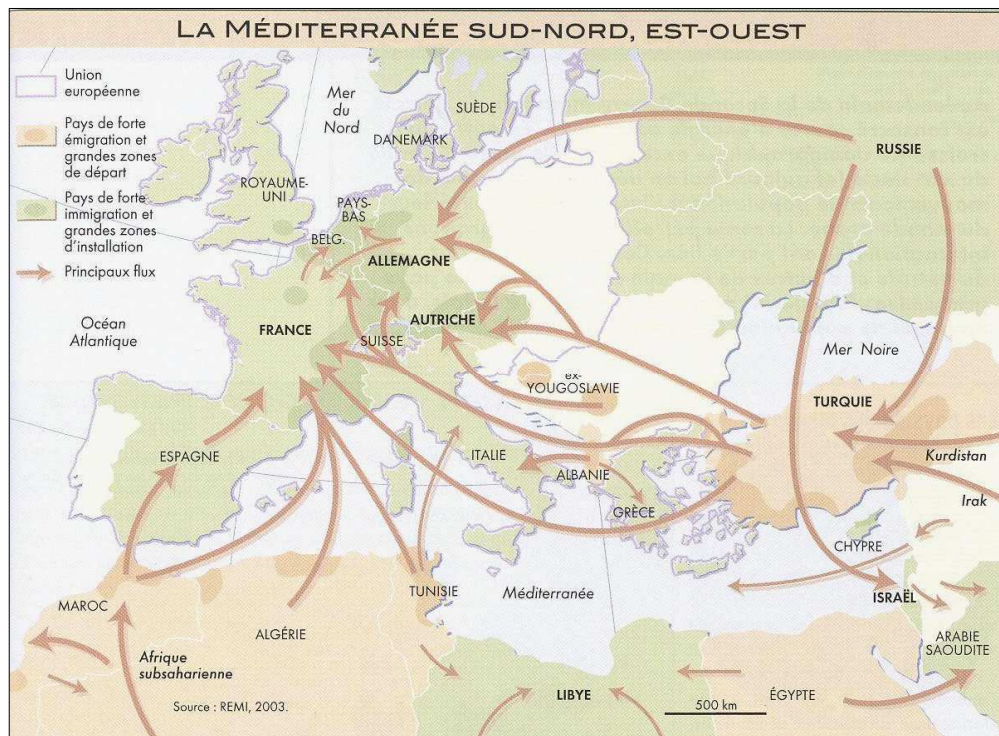 LA MÉDITERRANÉE SUD-NORD, EST-OUEST
Union
européenne
Pays de forte
émigration et
grandes zones
de départ
Pays de forte
immigration et
grandes zones
d'installation
Principaux flux
Mer
du
Nord
SUÈDE
DANEMARK
RUSSIE
ROYAUME-
UNI
PAYS-
BAS
BELG.
ALLEMAGNE
Océan
Atlantique
FRANCE
AUTRICHE
SUISSE
Mer Noire
ex-
YOUGOSLAVIE
TURQUIE
ESPAGNE
ITALIE
ALBANIE
Kurdistan
GRÈCE
Irak
CHYPRE
MAROC
TUNISIE
Méditerranée
ISRAËL
ALGÉRIE
ARABIE
SAOUDITE
Afrique
subsaharienne
LIBYE
ÉGYPTE
Source : REMI, 2003.
500 km